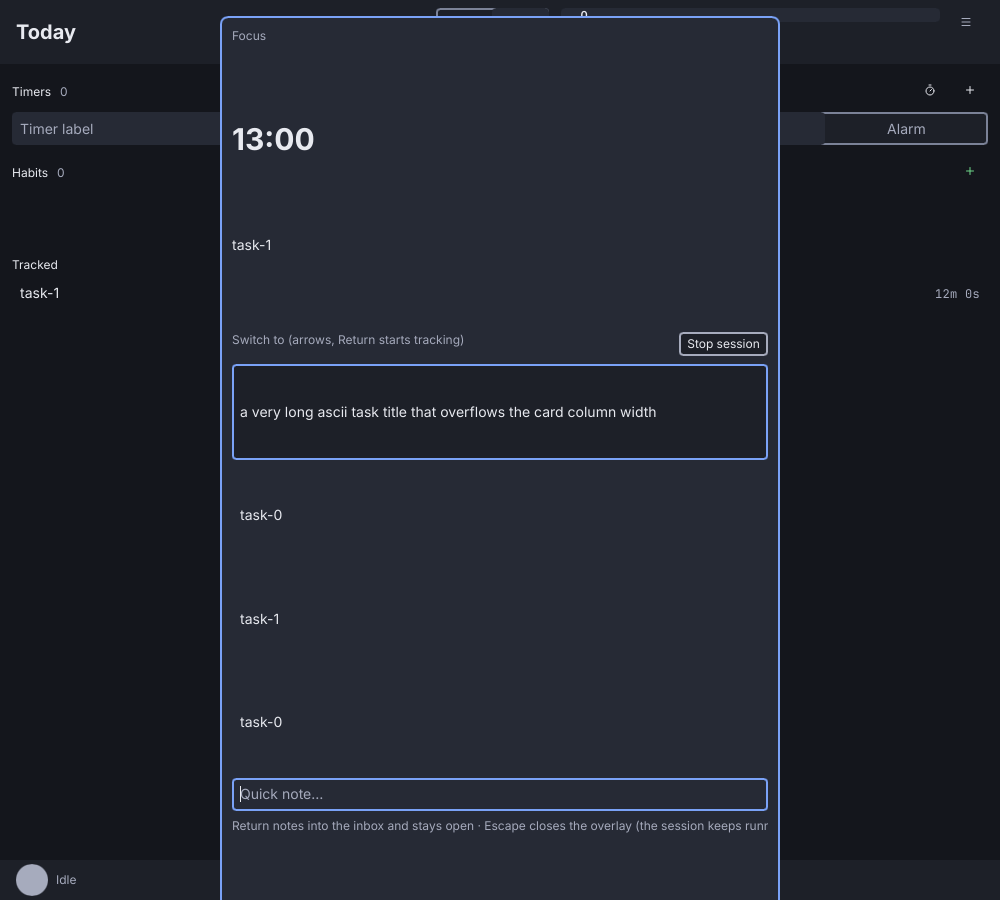 Today
0
Focus
Timers 0
13:00
Timer label
Alarm
Habits 0
task-1
Tracked
task-1
12m 0s
Switch to (arrows, Return starts tracking)
Stop session
a very long ascii task title that overflows the card column width
task-0
task-1
task-0
Quick note...
Return notes into the inbox and stays open · Escape closes the overlay (the session keeps
Idle